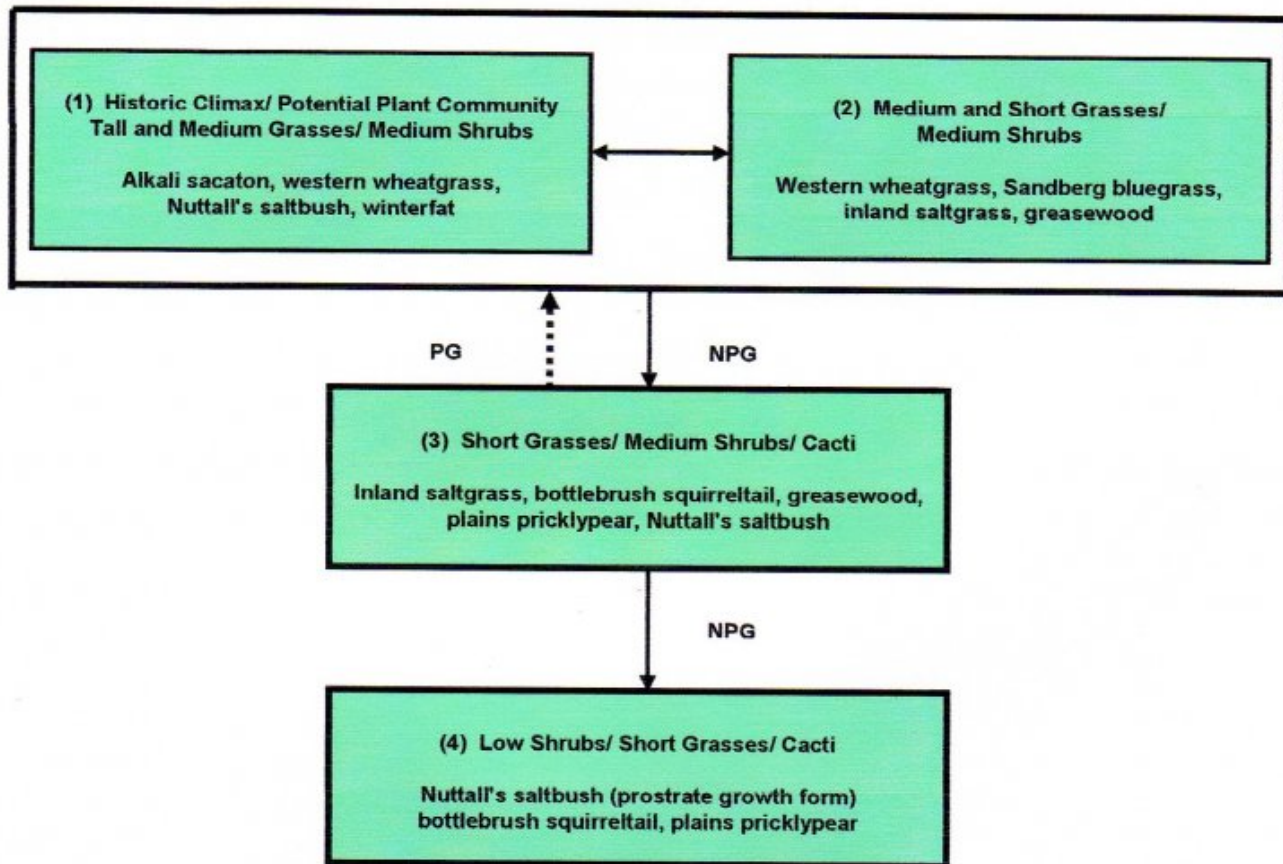 (1) Historic Climax/ Potential Plant Community
Tall and Medium Grasses/ Medium Shrubs
Alkali sacaton, western wheatgrass,
Nuttall's saltbush, winterfat
(2) Medium and Short Grasses/
Medium Shrubs
Western wheatgrass, Sandberg bluegrass,
inland saltgrass, greasewood
PG
NPG
(3) Short Grasses/ Medium Shrubs/ Cacti
Inland saltgrass, bottlebrush squirreltail, greasewood,
plains pricklypear, Nuttall's saltbush
NPG
(4) Low Shrubs/ Short Grasses/ Cacti
Nuttall's saltbush (prostrate growth form)
bottlebrush squirreltail, plains pricklypear